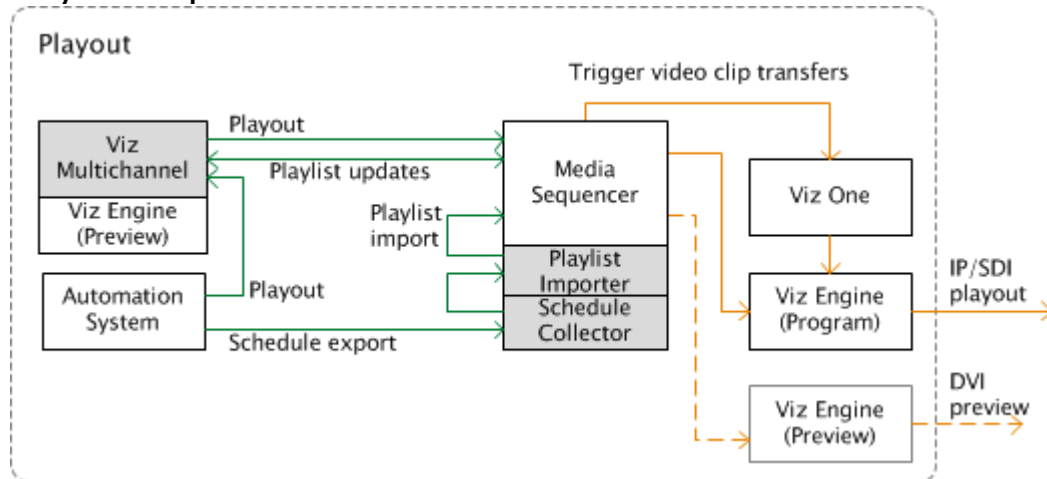 Playout
Trigger video clip transfers
Viz
Multichannel
Viz Engine
(Preview)
Playout
Playlist updates
Playlist
import
Media
Sequencer
Playlist
Importer
Schedule
Collector
Viz One
Automation
System
Playout
Schedule export
Viz Engine
(Program)
IP/SDI
playout
Viz Engine
(Preview)
DVI
preview